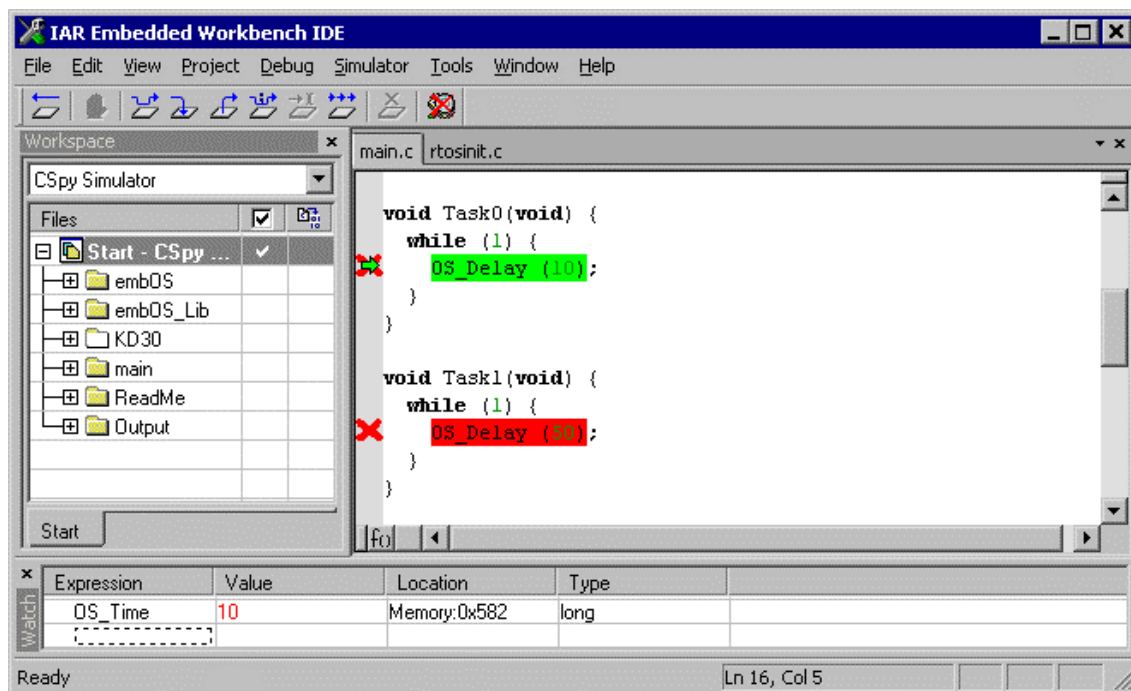 IAR Embedded Workbench IDE
File Edit View Project Debug Simulator Tools Window Help
Workspace
CSpy Simulator
Files
Start - CSpy ...
embOS
embOS_Lib
KD30
main
ReadMe
Output
Start
main.c rtosinit.c
void Task0(void) {
while (1) {
OS_Delay (10);
}
}
void Task1(void) {
while (1) {
OS_Delay (50);
}
}
fo
Watch
Expression Value Location Type
OS_Time 10 Memory:0x582 long
Ready Ln 16, Col 5